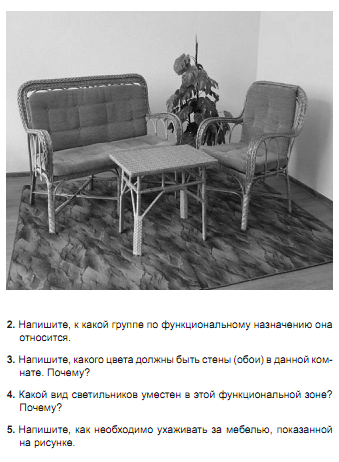 2. Напишите, к какой группе по функциональному назначению она
относится.
3. Напишите, какого цвета должны быть стены (обои) в данной ком-
нате. Почему?
4. Какой вид светильников уместен в этой функциональной зоне?
Почему?
5. Напишите, как необходимо ухаживать за мебелью, показанной
на рисунке.